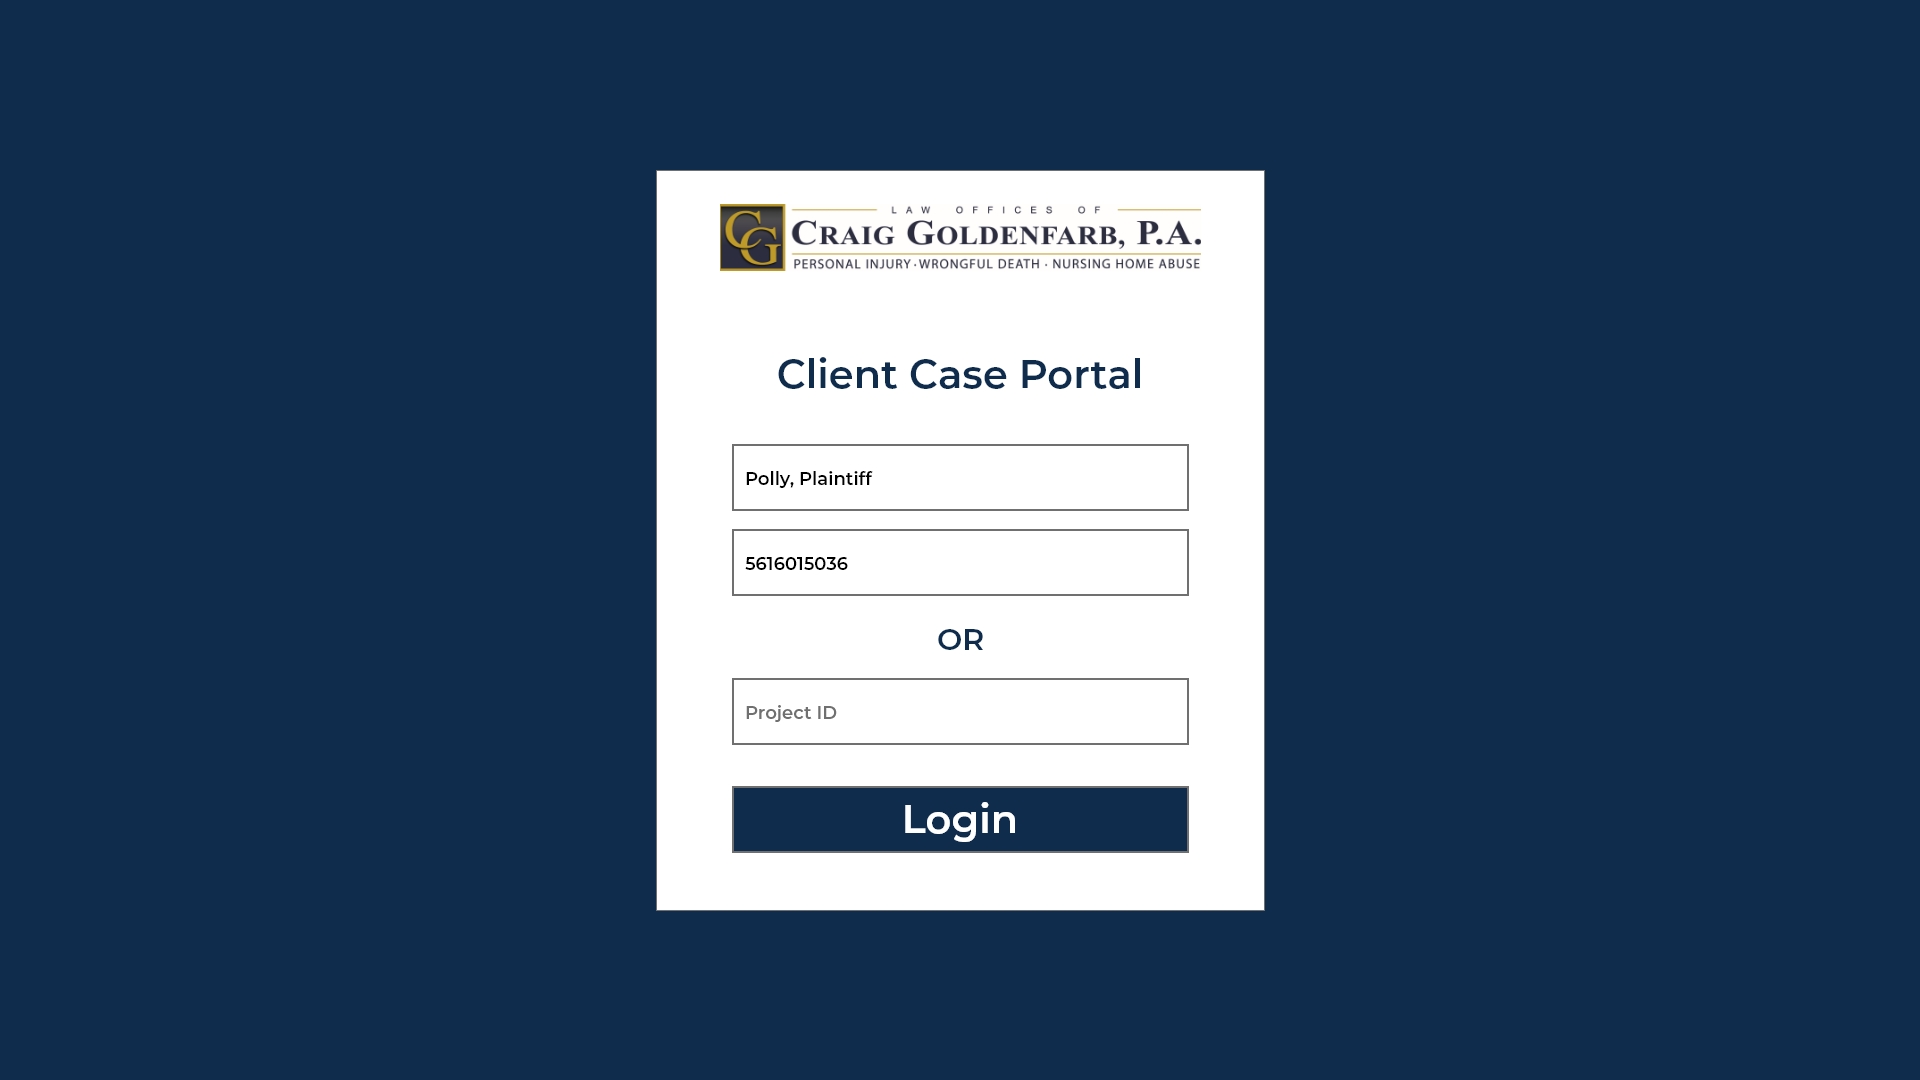 CG
LAW OFFICES OF
CRAIG GOLDENFARB, P.A.
PERSONAL INJURY · WRONGFUL DEATH · NURSING HOME ABUSE
Client Case Portal
Polly, Plaintiff
5616015036
OR
Project ID
Login